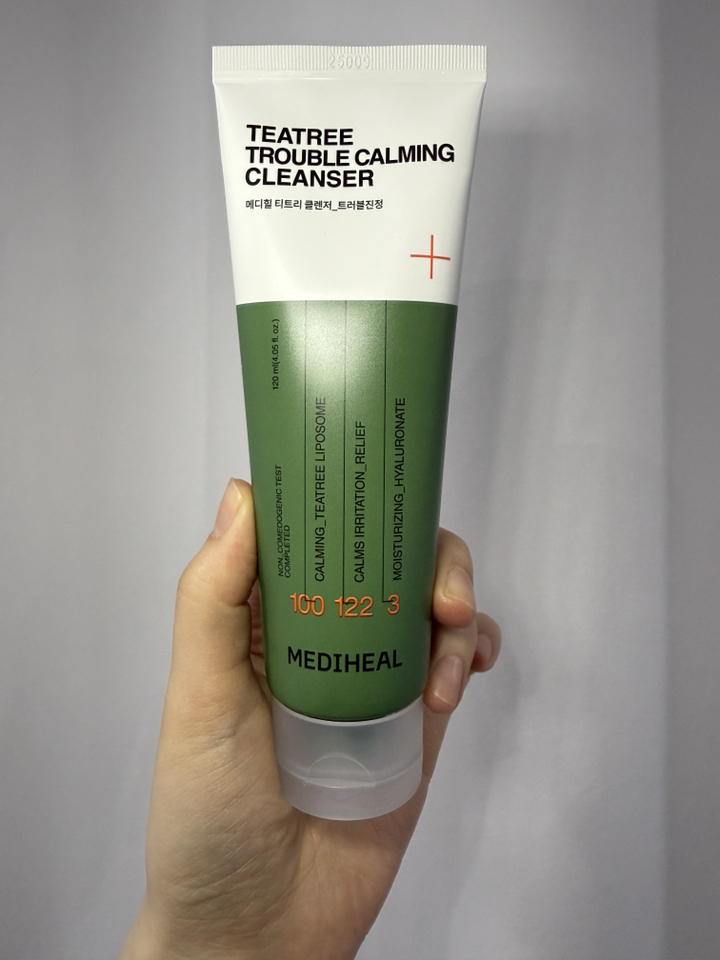 TEATREE
TROUBLE CALMING
CLEANSER
메디힐 티트리 클렌저_트러블진정
120 ml(4.05 fl. oz.)
NON_COMEDOGENIC TEST
COMPLETED
CALMING_TEATREE LIPOSOME
CALMS IRRITATION_RELIEF
MOISTURIZING_HYALURONATE
100 122 3
MEDIHEAL